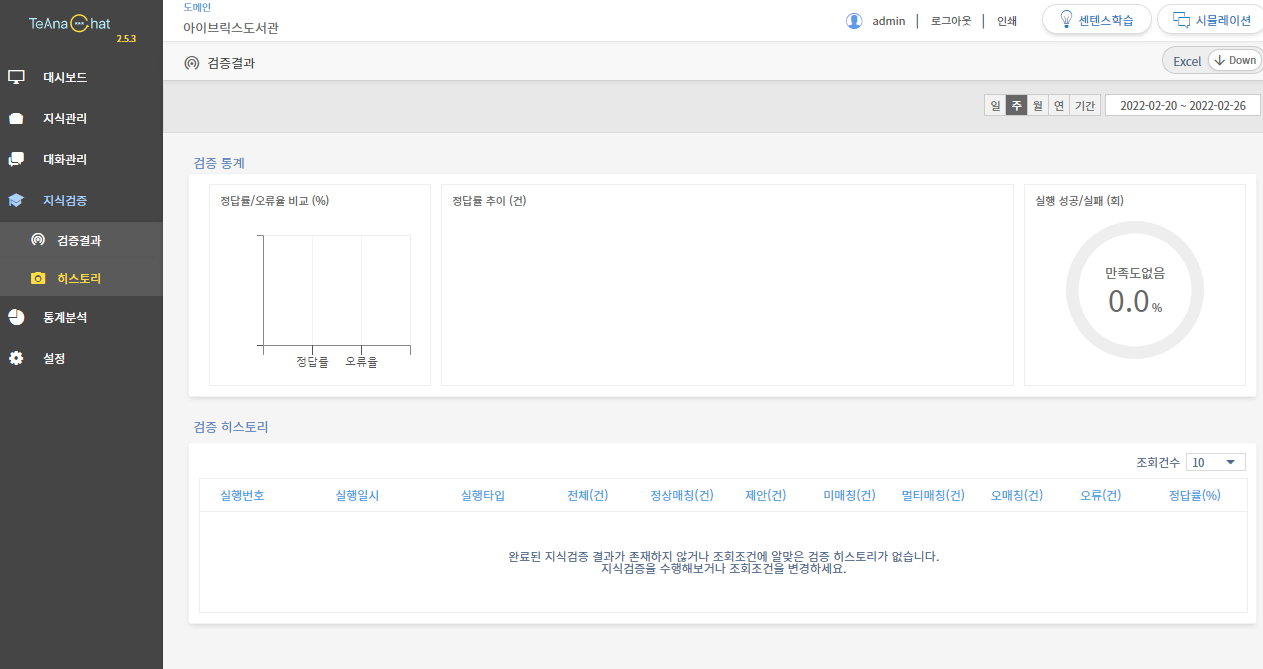 TeAnaChat
2.5.3
대시보드
지식관리
대화관리
지식검증
검증결과
히스토리
통계분석
설정
도메인
아이브릭스도서관
admin | 로그아웃 | 인쇄
센텐스학습
시뮬레이션
검증결과
Excel Down
일 주 월 연 기간 2022-02-20 ~ 2022-02-26
검증 통계
정답률/오류율 비교 (%)
정답률 오류율
정답률 추이 (건)
실행 성공/실패 (회)
만족도없음
0.0 %
검증 히스토리
조회건수 10
실행번호 실행일시 실행타입 전체(건) 정상매칭(건) 제안(건) 미매칭(건) 멀티매칭(건) 오매칭(건) 오류(건) 정답률(%)
완료된 지식검증 결과가 존재하지 않거나 조회조건에 알맞은 검증 히스토리가 없습니다.
지식검증을 수행해보거나 조회조건을 변경하세요.